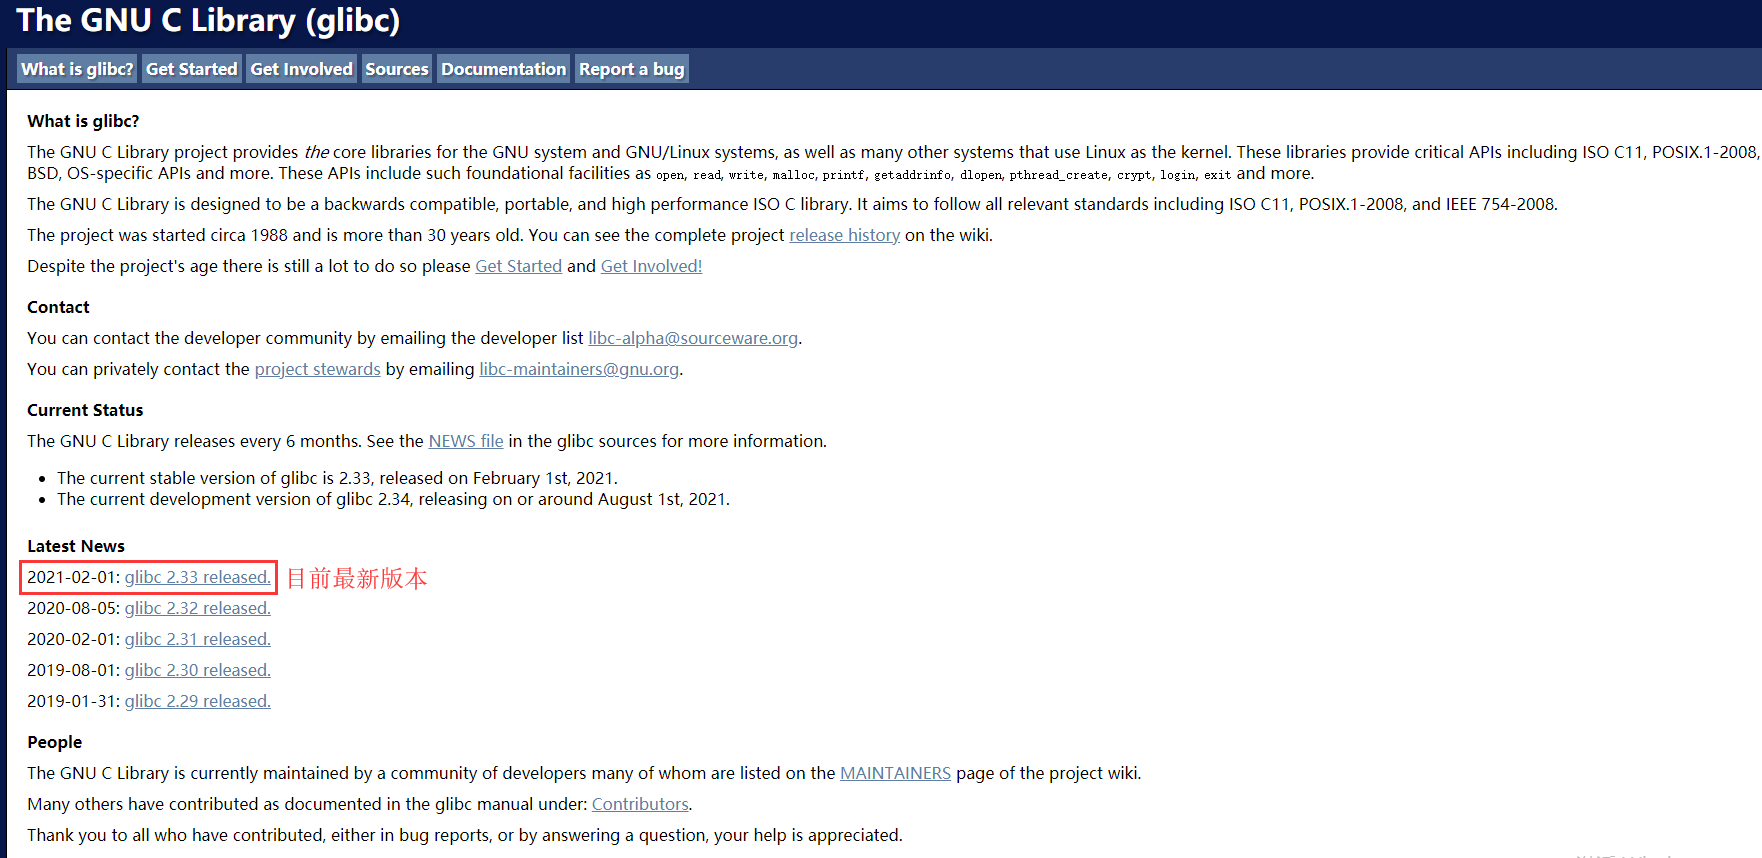 The GNU C Library (glibc)
What is glibc? Get Started Get Involved Sources Documentation Report a bug
What is glibc?
The GNU C Library project provides the core libraries for the GNU system and GNU/Linux systems, as well as many other systems that use Linux as the kernel. These libraries provide critical APIs including ISO C11, POSIX.1-2008,
BSD, OS-specific APIs and more. These APIs include such foundational facilities as open, read, write, malloc, printf, getaddrinfo, dlopen, pthread_create, crypt, login, exit and more.
The GNU C Library is designed to be a backwards compatible, portable, and high performance ISO C library. It aims to follow all relevant standards including ISO C11, POSIX.1-2008, and IEEE 754-2008.
The project was started circa 1988 and is more than 30 years old. You can see the complete project release history on the wiki.
Despite the project's age there is still a lot to do so please Get Started and Get Involved!
Contact
You can contact the developer community by emailing the developer list libc-alpha@sourceware.org.
You can privately contact the project stewards by emailing libc-maintainers@gnu.org.
Current Status
The GNU C Library releases every 6 months. See the NEWS file in the glibc sources for more information.
• The current stable version of glibc is 2.33, released on February 1st, 2021.
• The current development version of glibc 2.34, releasing on or around August 1st, 2021.
Latest News
2021-02-01: glibc 2.33 released. 目前最新版本
2020-08-05: glibc 2.32 released.
2020-02-01: glibc 2.31 released.
2019-08-01: glibc 2.30 released.
2019-01-31: glibc 2.29 released.
People
The GNU C Library is currently maintained by a community of developers many of whom are listed on the MAINTAINERS page of the project wiki.
Many others have contributed as documented in the glibc manual under: Contributors.
Thank you to all who have contributed, either in bug reports, or by answering a question, your help is appreciated.